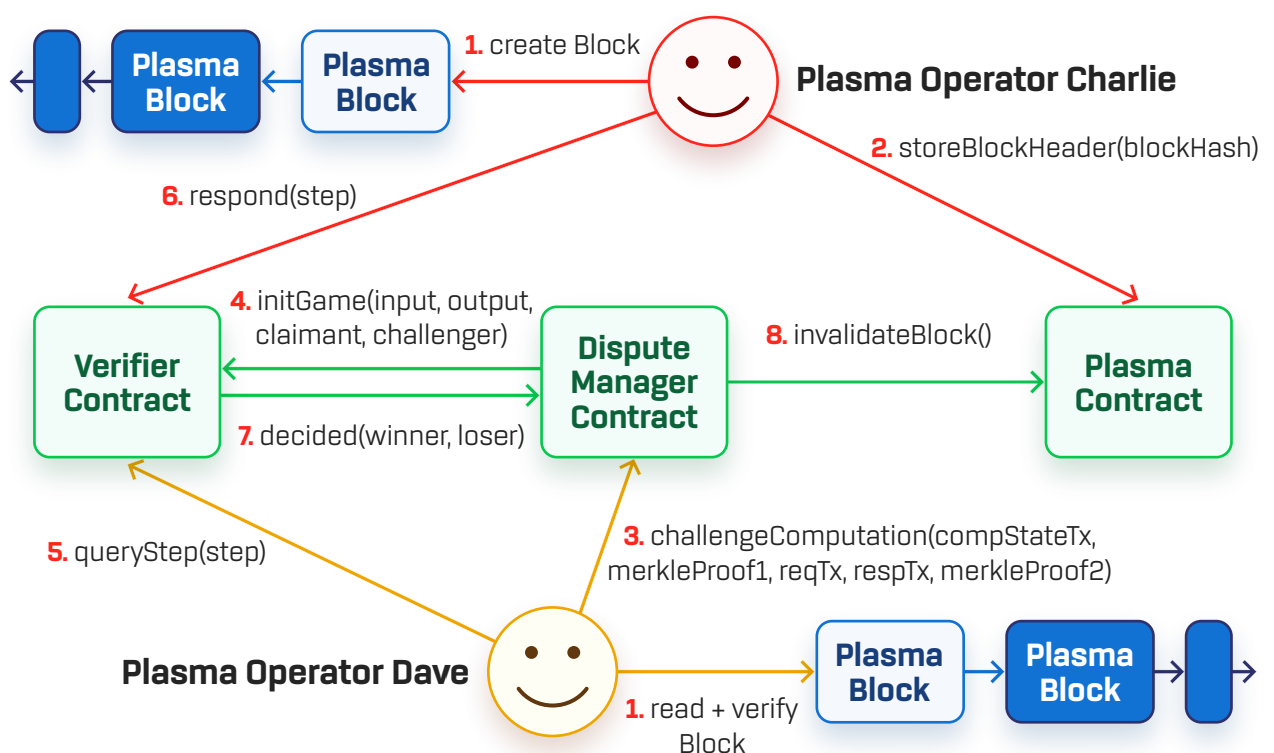 Plasma
Block
Plasma
Block
1. create Block
Plasma Operator Charlie
2. storeBlockHeader(blockHash)
6. respond(step)
4. initGame(input, output,
claimant, challenger)
8. invalidateBlock()
Verifier
Contract
Dispute
Manager
Contract
Plasma
Contract
7. decided(winner, loser)
5. queryStep(step)
3. challengeComputation(compStateTx,
merkleProof1, reqTx, respTx, merkleProof2)
Plasma Operator Dave
Plasma
Block
Plasma
Block
1. read + verify
Block